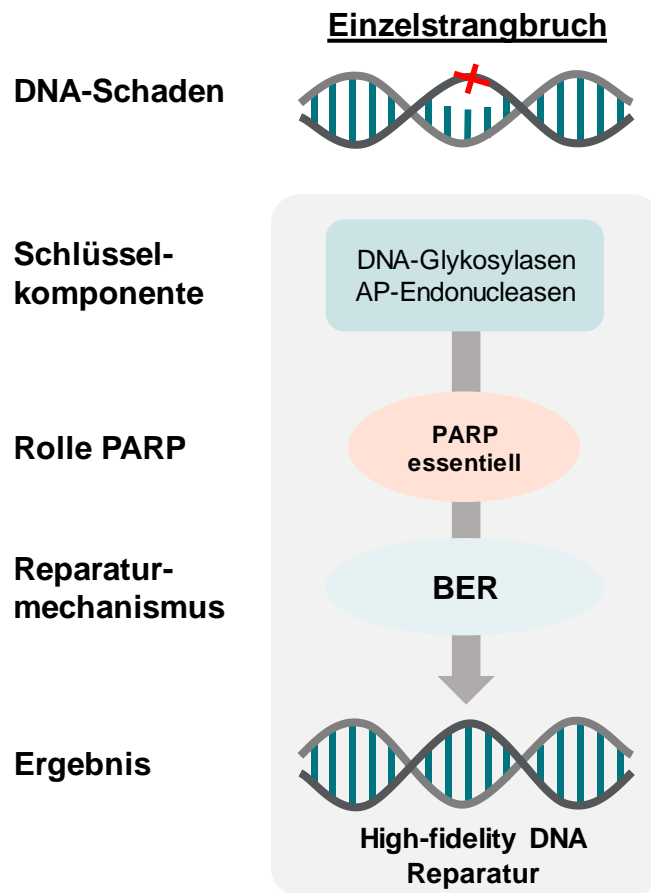 Einzelstrangbruch
DNA-Schaden
Schlüssel-
komponente
DNA-Glykosylasen
AP-Endonucleasen
Rolle PARP
PARP
essentiell
Reparatur-
mechanismus
BER
Ergebnis
High-fidelity DNA
Reparatur